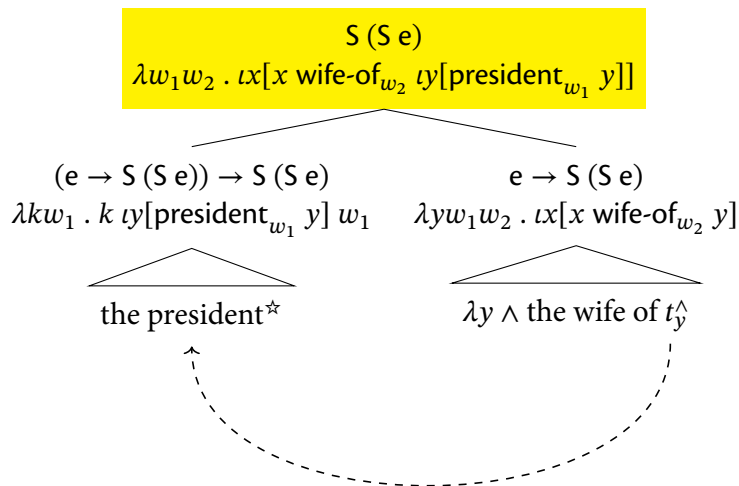 S (S e)
λw₁w₂ . ιx[x wife-of_w₂ ιy[president_w₁ y]]
(e → S (S e)) → S (S e)
e → S (S e)
λkw₁ . k ιy[president_w₁ y] w₁
λyw₁w₂ . ιx[x wife-of_w₂ y]
the president☆
λy ∧ the wife of t^∧_y